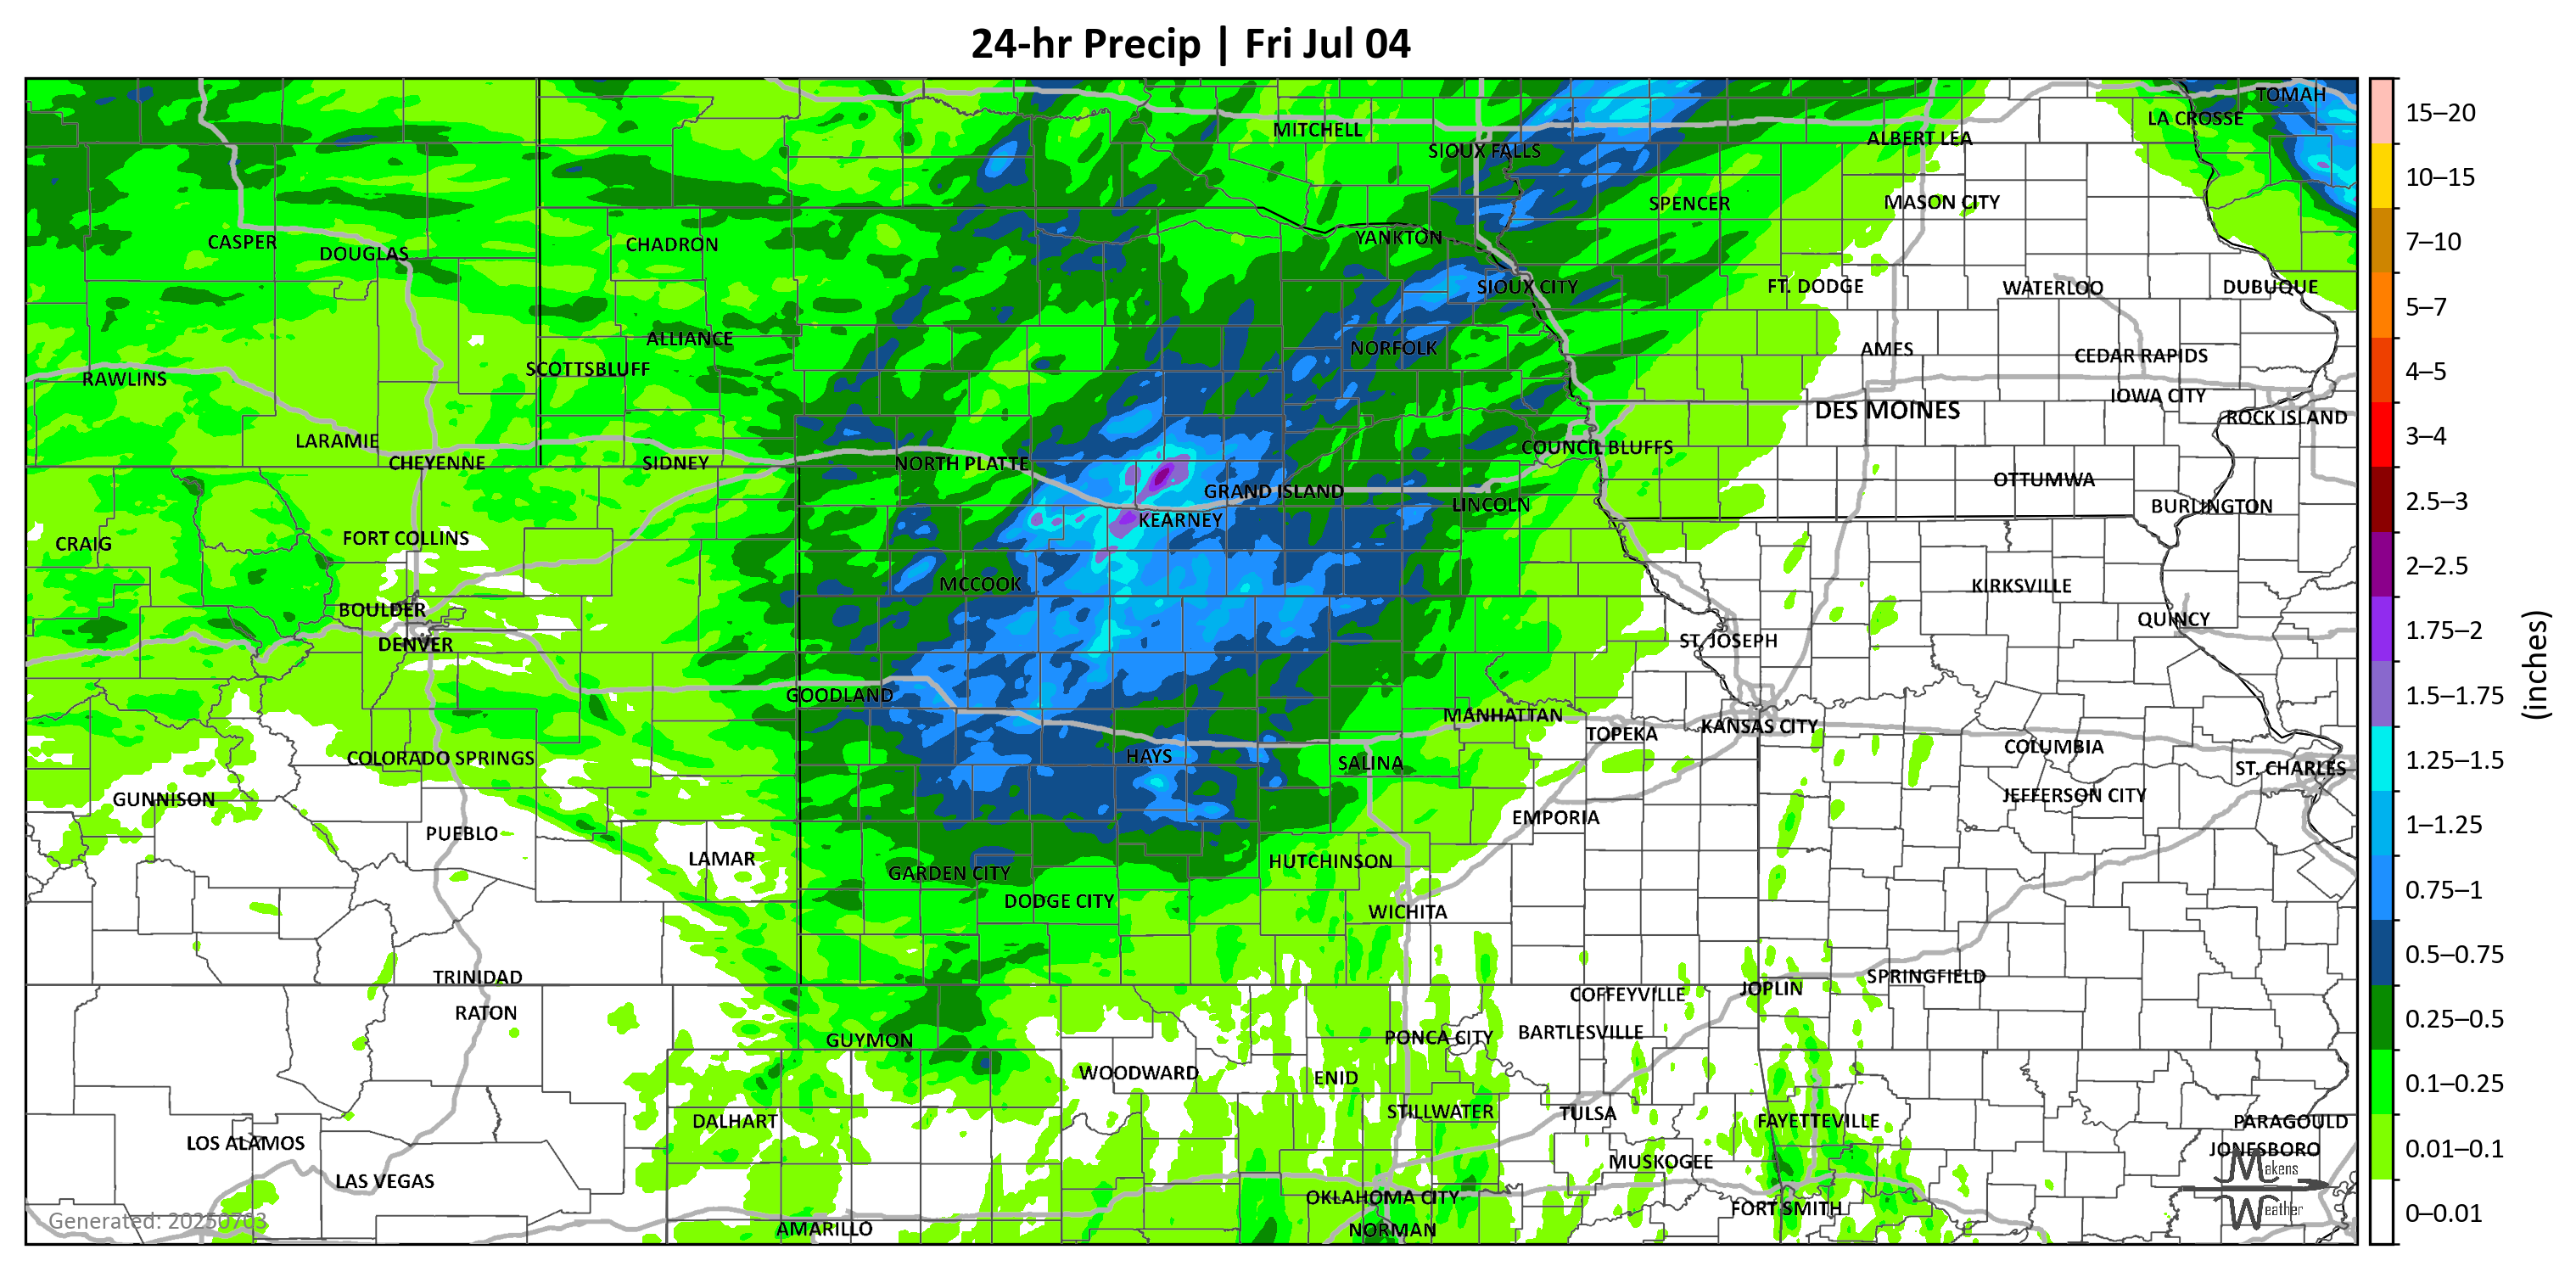 24-hr Precip | Fri Jul 04
TOMAH
15–20
LA CROSSE
MITCHELL
ALBERT LEA
SIOUX FALLS
10–15
SPENCER
MASON CITY
CASPER
DOUGLAS
CHADRON
YANKTON
7–10
SIOUX CITY
FT. DODGE
WATERLOO
DUBUQUE
5–7
ALLIANCE
NORFOLK
AMES
CEDAR RAPIDS
RAWLINS
SCOTTSBLUFF
4–5
IOWA CITY
DES MOINES
ROCK ISLAND
LARAMIE
COUNCIL BLUFFS
3–4
CHEYENNE
SIDNEY
NORTH PLATTE
GRAND ISLAND
OTTUMWA
LINCOLN
BURLINGTON
2.5–3
KEARNEY
CRAIG
FORT COLLINS
2–2.5
MCCOOK
KIRKSVILLE
BOULDER
QUINCY
1.75–2
DENVER
ST. JOSEPH
GOODLAND
1.5–1.75
(inches)
MANHATTAN
TOPEKA
KANSAS CITY
COLORADO SPRINGS
HAYS
SALINA
COLUMBIA
ST. CHARLES
1.25–1.5
GUNNISON
JEFFERSON CITY
PUEBLO
EMPORIA
1–1.25
LAMAR
HUTCHINSON
GARDEN CITY
DODGE CITY
WICHITA
0.75–1
0.5–0.75
TRINIDAD
SPRINGFIELD
RATON
COFFEYVILLE
JOPLIN
0.25–0.5
GUYMON
PONCA CITY
BARTLESVILLE
WOODWARD
ENID
0.1–0.25
DALHART
STILLWATER
TULSA
FAYETTEVILLE
PARAGOULD
LOS ALAMOS
JONESBORO
0.01–0.1
MUSKOGEE
Makens
LAS VEGAS
OKLAHOMA CITY
FORT SMITH
Weather
0–0.01
Generated: 20250703
AMARILLO
NORMAN